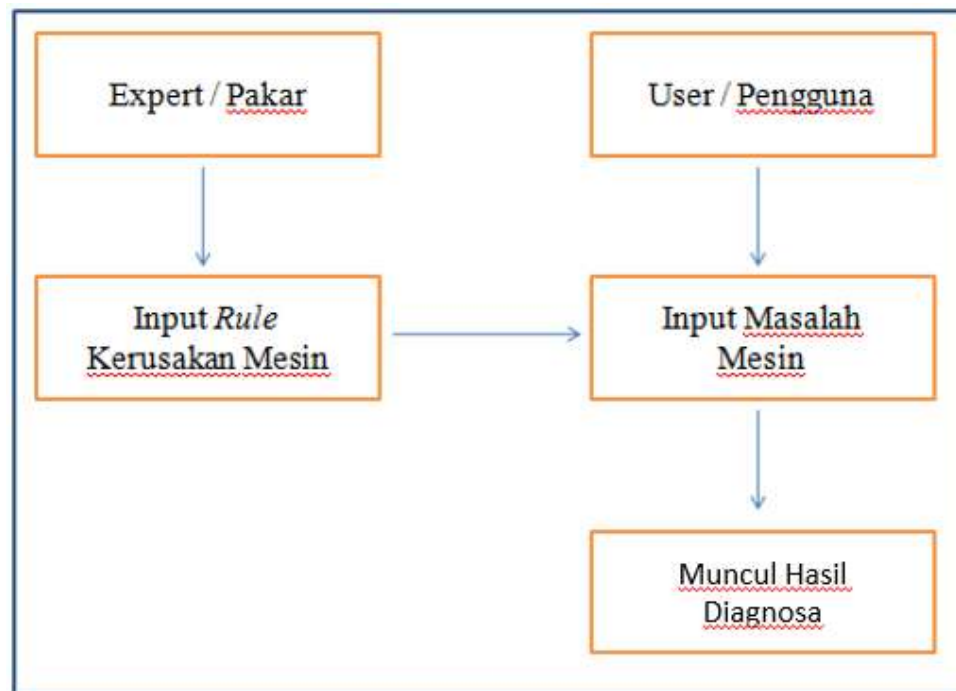 Expert / Pakar
User / Pengguna
Input Rule
Kerusakan Mesin
Input Masalah
Mesin
Muncul Hasil
Diagnosa